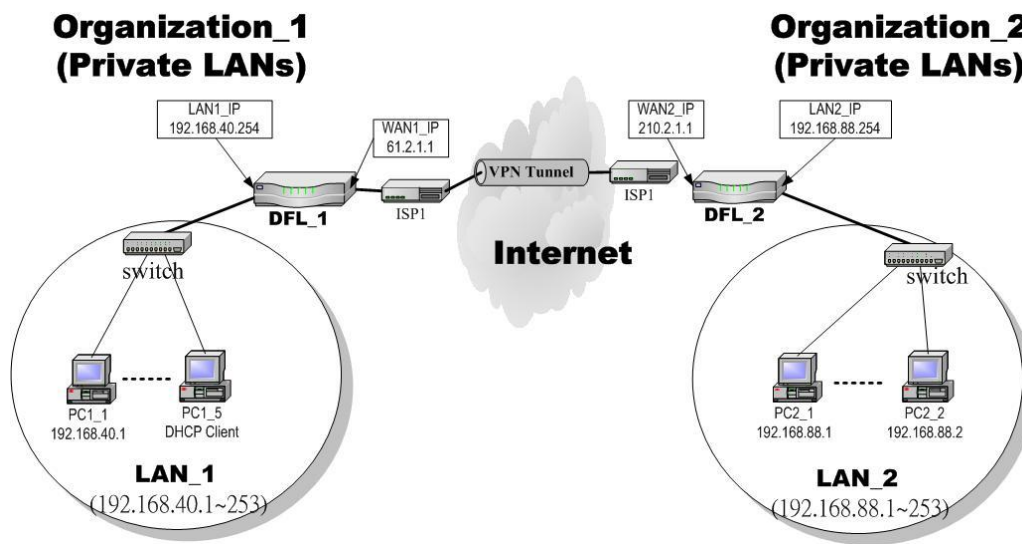 Organization_1
(Private LANs)
Organization_2
(Private LANs)
LAN1_IP
192.168.40.254
WAN1_IP
61.2.1.1
WAN2_IP
210.2.1.1
LAN2_IP
192.168.88.254
DFL_1
ISP1
VPN Tunnel
ISP1
DFL_2
Internet
switch
switch
PC1_1
192.168.40.1
PC1_5
DHCP Client
PC2_1
192.168.88.1
PC2_2
192.168.88.2
LAN_1
(192.168.40.1~253)
LAN_2
(192.168.88.1~253)